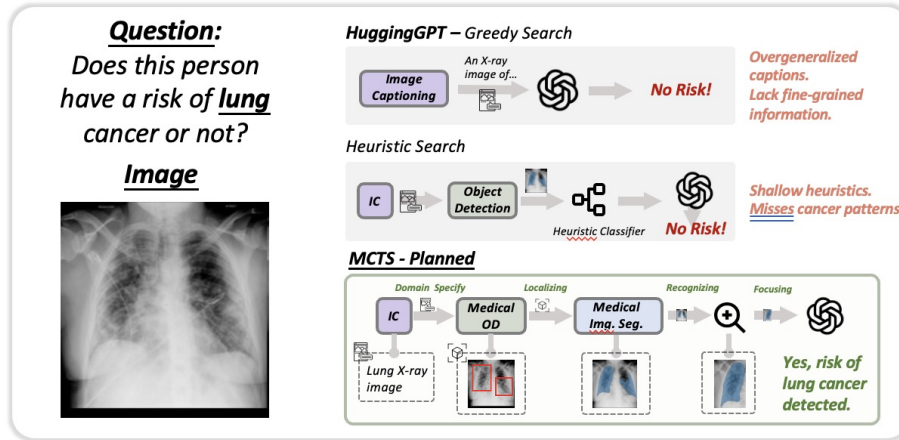 Question:
Does this person
have a risk of lung
cancer or not?
Image
HuggingGPT – Greedy Search
Image
Captioning
An X-ray
image of...
No Risk!
Overgeneralized
captions.
Lack fine-grained
information.
Heuristic Search
IC
Object
Detection
Heuristic Classifier
No Risk!
Shallow heuristics.
Misses cancer patterns
MCTS - Planned
Domain Specify
Localizing
Recognizing
Focusing
IC
Medical
OD
Medical
Img. Seg.
Lung X-ray
image
Yes, risk of
lung cancer
detected.